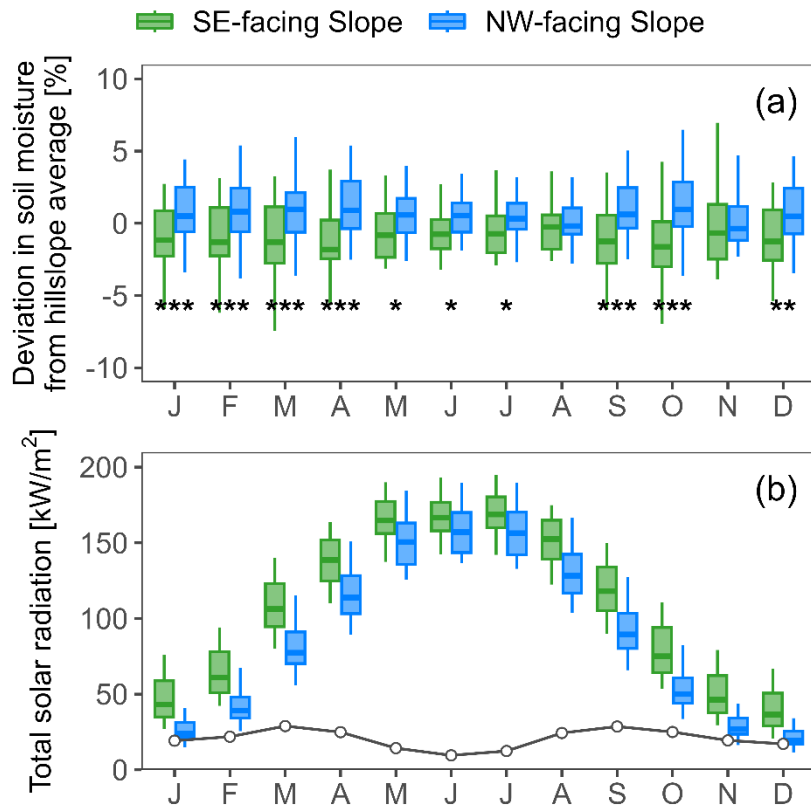 SE-facing Slope NW-facing Slope
(a)
Deviation in soil moisture
from hillslope average [%]
10
5
0
-5
-10
*** *** *** *** * * * *** *** **
J F M A M J J A S O N D
(b)
Total solar radiation [kW/m²]
200
150
100
50
0
J F M A M J J A S O N D